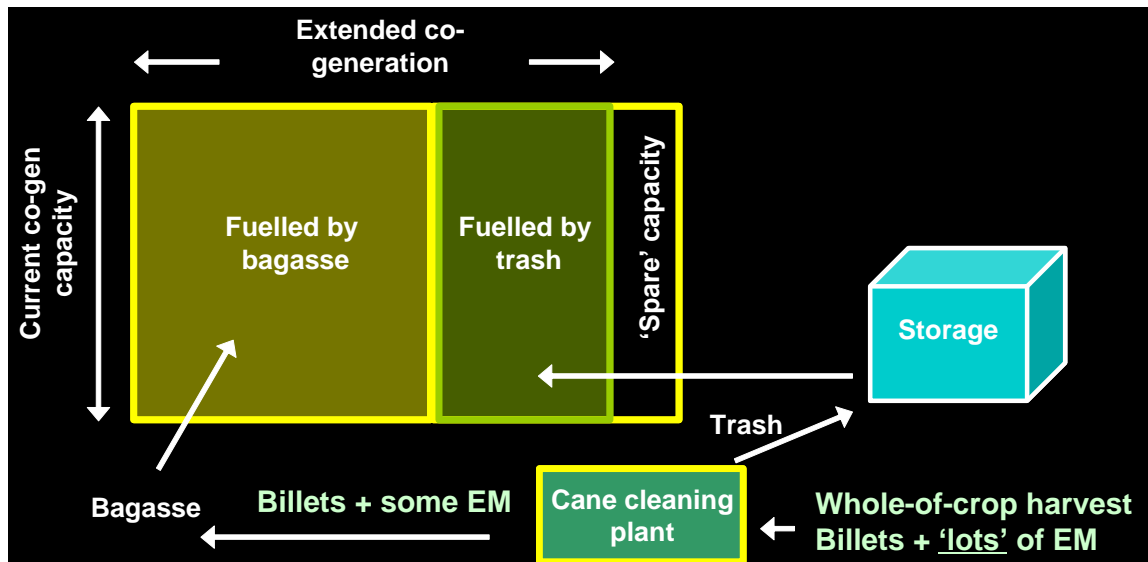 Extended co-
generation
Current co-gen
capacity
Fuelled by
bagasse
Fuelled by
trash
‘Spare’ capacity
Storage
Trash
Bagasse
Billets + some EM
Cane cleaning
plant
Whole-of-crop harvest
Billets + ‘lots’ of EM